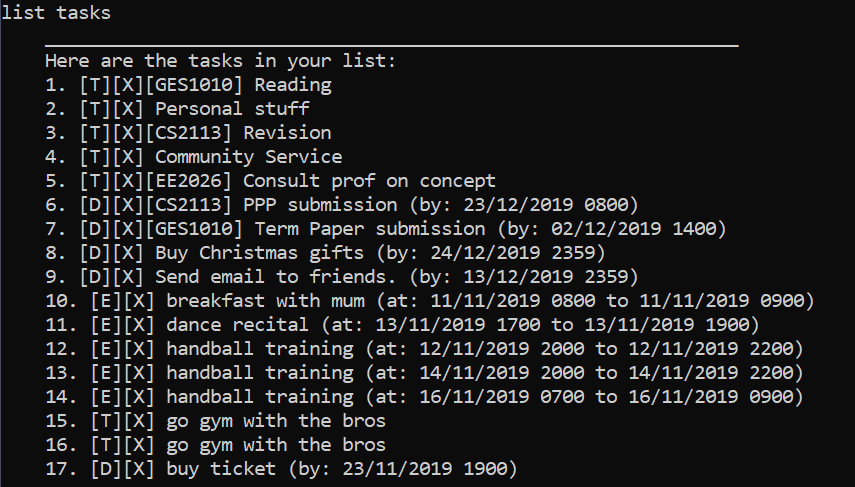 list tasks
Here are the tasks in your list:
1. [T][X][GES1010] Reading
2. [T][X] Personal stuff
3. [T][X][CS2113] Revision
4. [T][X] Community Service
5. [T][X][EE2026] Consult prof on concept
6. [D][X][CS2113] PPP submission (by: 23/12/2019 0800)
7. [D][X][GES1010] Term Paper submission (by: 02/12/2019 1400)
8. [D][X] Buy Christmas gifts (by: 24/12/2019 2359)
9. [D][X] Send email to friends. (by: 13/12/2019 2359)
10. [E][X] breakfast with mum (at: 11/11/2019 0800 to 11/11/2019 0900)
11. [E][X] dance recital (at: 13/11/2019 1700 to 13/11/2019 1900)
12. [E][X] handball training (at: 12/11/2019 2000 to 12/11/2019 2200)
13. [E][X] handball training (at: 14/11/2019 2000 to 14/11/2019 2200)
14. [E][X] handball training (at: 16/11/2019 0700 to 16/11/2019 0900)
15. [T][X] go gym with the bros
16. [T][X] go gym with the bros
17. [D][X] buy ticket (by: 23/11/2019 1900)